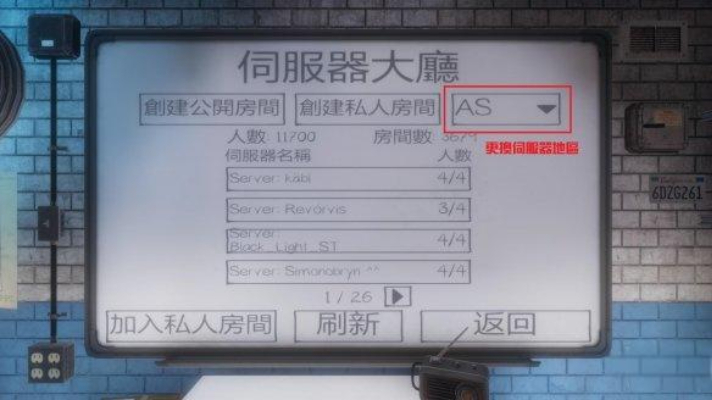 伺服器大廳
創建公開房間 創建私人房間 AS
人數: 11700 房間數: 3679
更換伺服器地區
伺服器名稱 人數
Server: kabi 4/4
Server: Revorvis 3/4
Server: Black_Light_ST 4/4
Server: Simonobryn ^^ 4/4
1 / 26
加入私人房間 刷新 返回
6DZG261